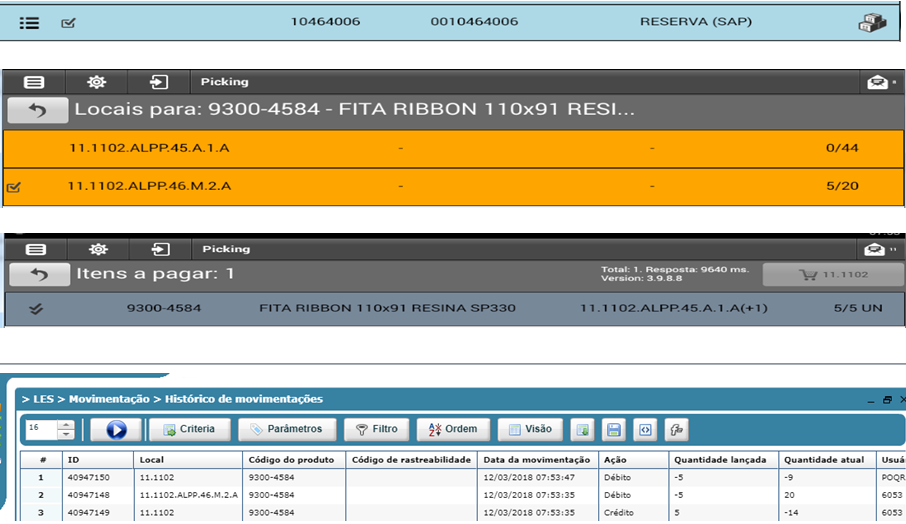 10464006 0010464006 RESERVA (SAP)
Picking
Locais para: 9300-4584 - FITA RIBBON 110x91 RESI...
11.1102.ALPP.45.A.1.A - - 0/44
11.1102.ALPP.46.M.2.A - - 5/20
Picking
Itens a pagar: 1 Total: 1. Resposta: 9640 ms. 11.1102
Version: 3.9.8.8
9300-4584 FITA RIBBON 110x91 RESINA SP330 11.1102.ALPP.45.A.1.A(+1) 5/5 UN
> LES > Movimentação > Histórico de movimentações
16 Criteria Parâmetros Filtro Ordem Visão
# ID Local Código do produto Código de rastreabilidade Data da movimentação Ação Quantidade lançada Quantidade atual Usuá
1 40947150 11.1102 9300-4584 12/03/2018 07:53:47 Débito -5 -9 POQR
2 40947148 11.1102.ALPP.46.M.2.A 9300-4584 12/03/2018 07:53:35 Débito -5 20 6053
3 40947149 11.1102 9300-4584 12/03/2018 07:53:35 Crédito 5 -14 6053